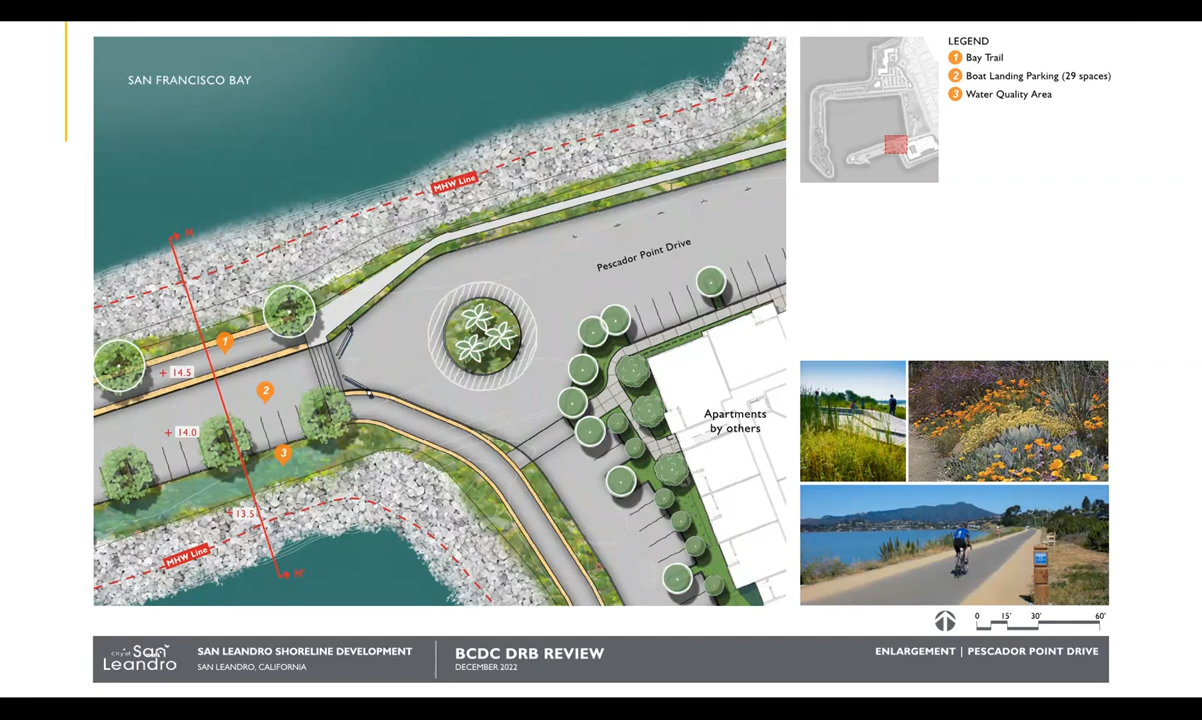 SAN FRANCISCO BAY
MHW Line
H
Pescador Point Drive
1
+ 14.5
2
+ 14.0
3
+ 13.5
MHW Line
H'
Apartments
by others
LEGEND
1 Bay Trail
2 Boat Landing Parking (29 spaces)
3 Water Quality Area
0 15' 30' 60'
City of San
Leandro
SAN LEANDRO SHORELINE DEVELOPMENT
SAN LEANDRO, CALIFORNIA
BCDC DRB REVIEW
DECEMBER 2022
ENLARGEMENT | PESCADOR POINT DRIVE